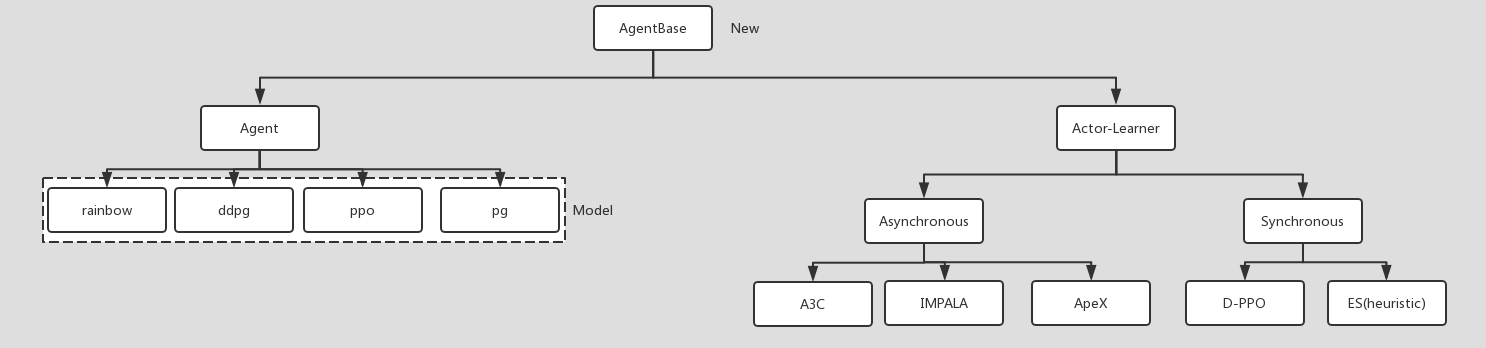 AgentBase
New
Agent
Actor-Learner
rainbow
ddpg
ppo
pg
Model
Asynchronous
Synchronous
A3C
IMPALA
ApeX
D-PPO
ES(heuristic)